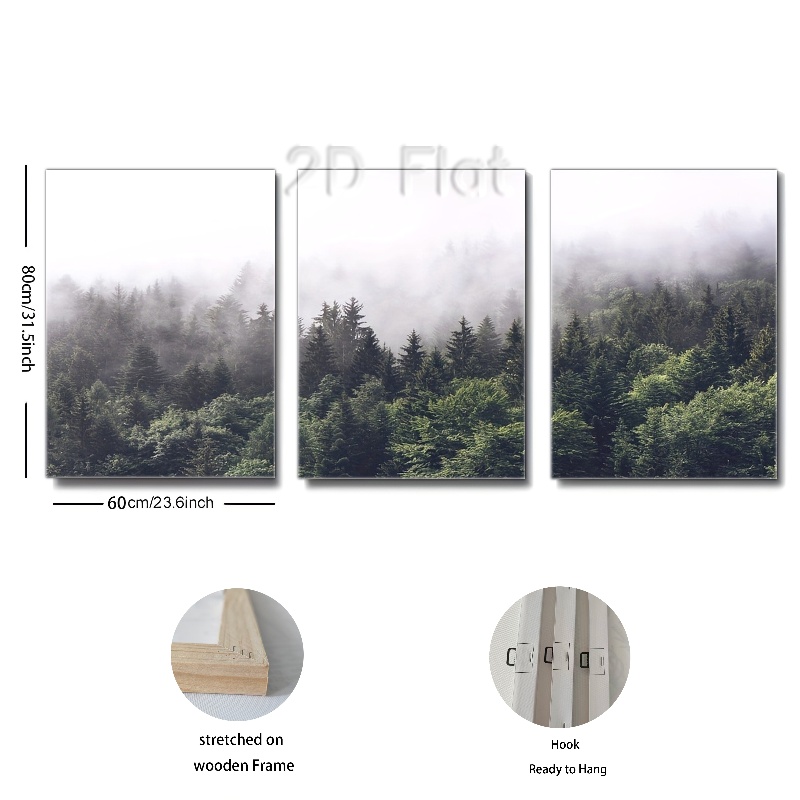 2D Flat
80cm/31.5inch
60cm/23.6inch
stretched on
wooden Frame
Hook
Ready to Hang